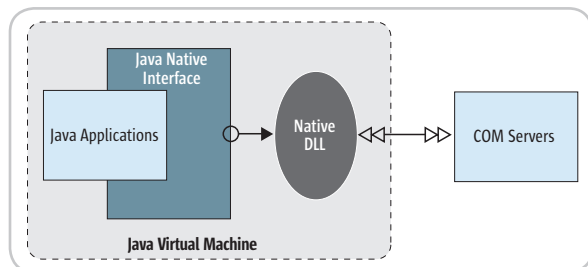 Java Native
Interface
Java Applications
Native
DLL
COM Servers
Java Virtual Machine